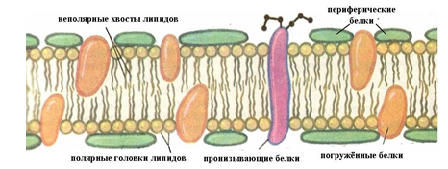 периферические
белки
неполярные хвосты липидов
полярные головки липидов
пронизывающие белки
погружённые белки